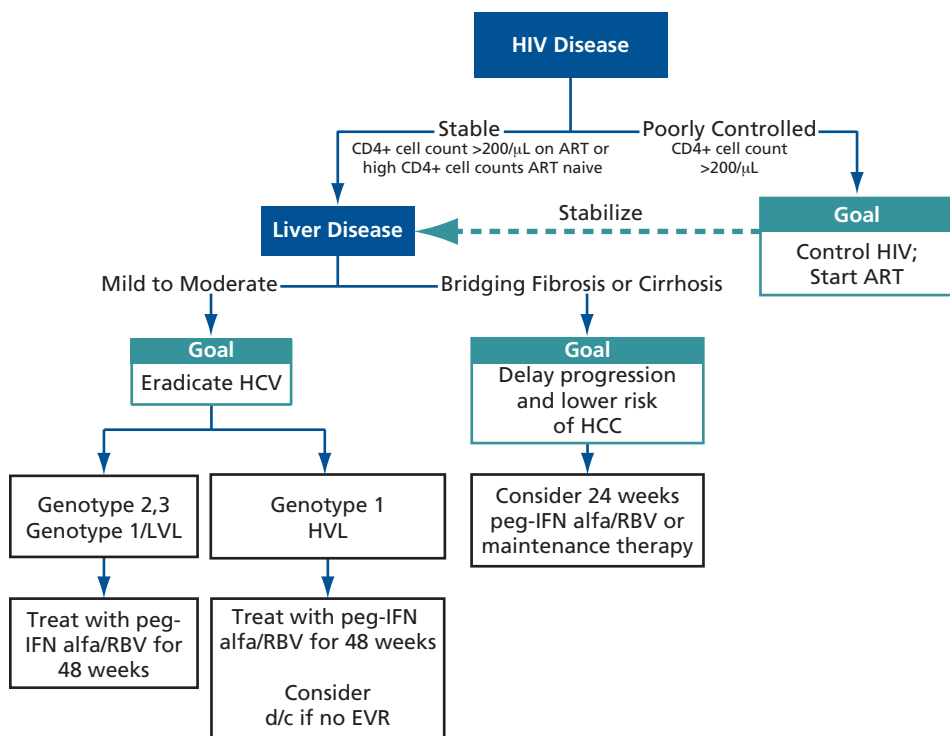 HIV Disease
Stable
CD4+ cell count >200/μL on ART or
high CD4+ cell counts ART naive
Poorly Controlled
CD4+ cell count
>200/μL
Liver Disease
Stabilize
Goal
Control HIV;
Start ART
Mild to Moderate
Bridging Fibrosis or Cirrhosis
Goal
Eradicate HCV
Goal
Delay progression
and lower risk
of HCC
Genotype 2,3
Genotype 1/LVL
Genotype 1
HVL
Consider 24 weeks
peg-IFN alfa/RBV or
maintenance therapy
Treat with peg-
IFN alfa/RBV for
48 weeks
Treat with peg-IFN
alfa/RBV for 48 weeks
Consider
d/c if no EVR